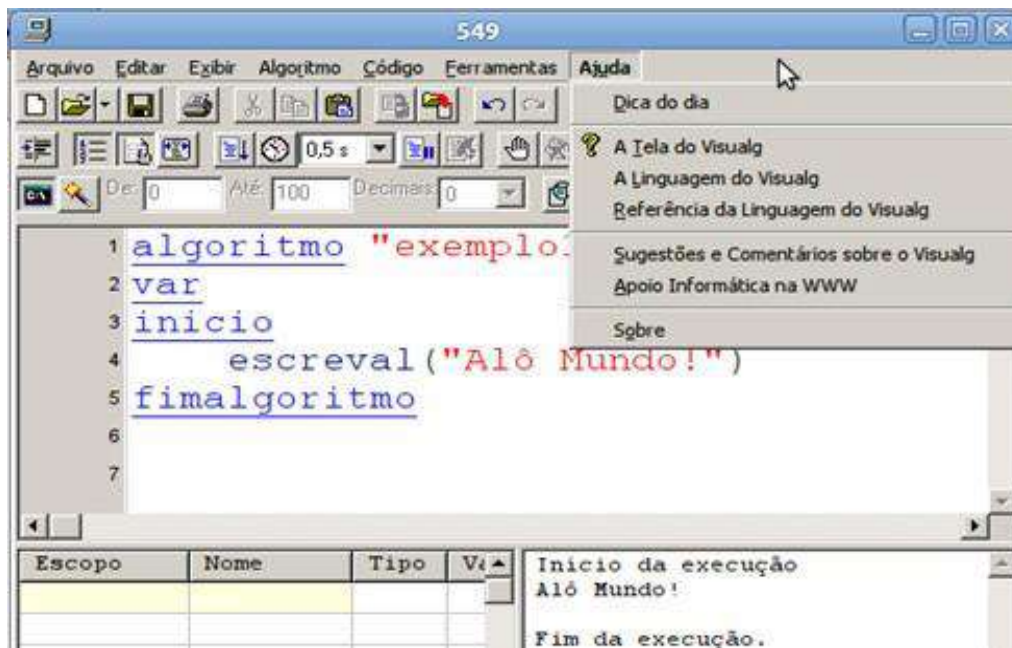 549
Arquivo Editar Exibir Algoritmo Código Ferramentas Ajuda
Dica do dia
0,5 s
A Tela do Visualg
A Linguagem do Visualg
De: 0 Até: 100 Decimais: 0
Referência da Linguagem do Visualg
Sugestões e Comentários sobre o Visualg
Apoio Informática na WWW
Sobre
1 algoritmo "exemplo
2 var
3 inicio
4 escreval("Alô Mundo!")
5 fimalgoritmo
6
7
Escopo Nome Tipo
Início da execução
Alô Mundo!
Fim da execução.